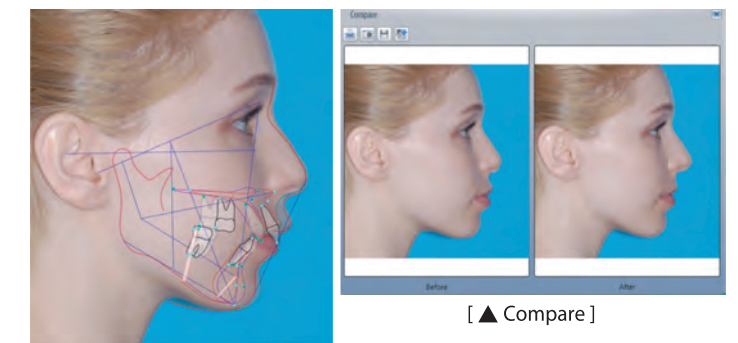 Compare
Before
After
[ ▲ Compare ]